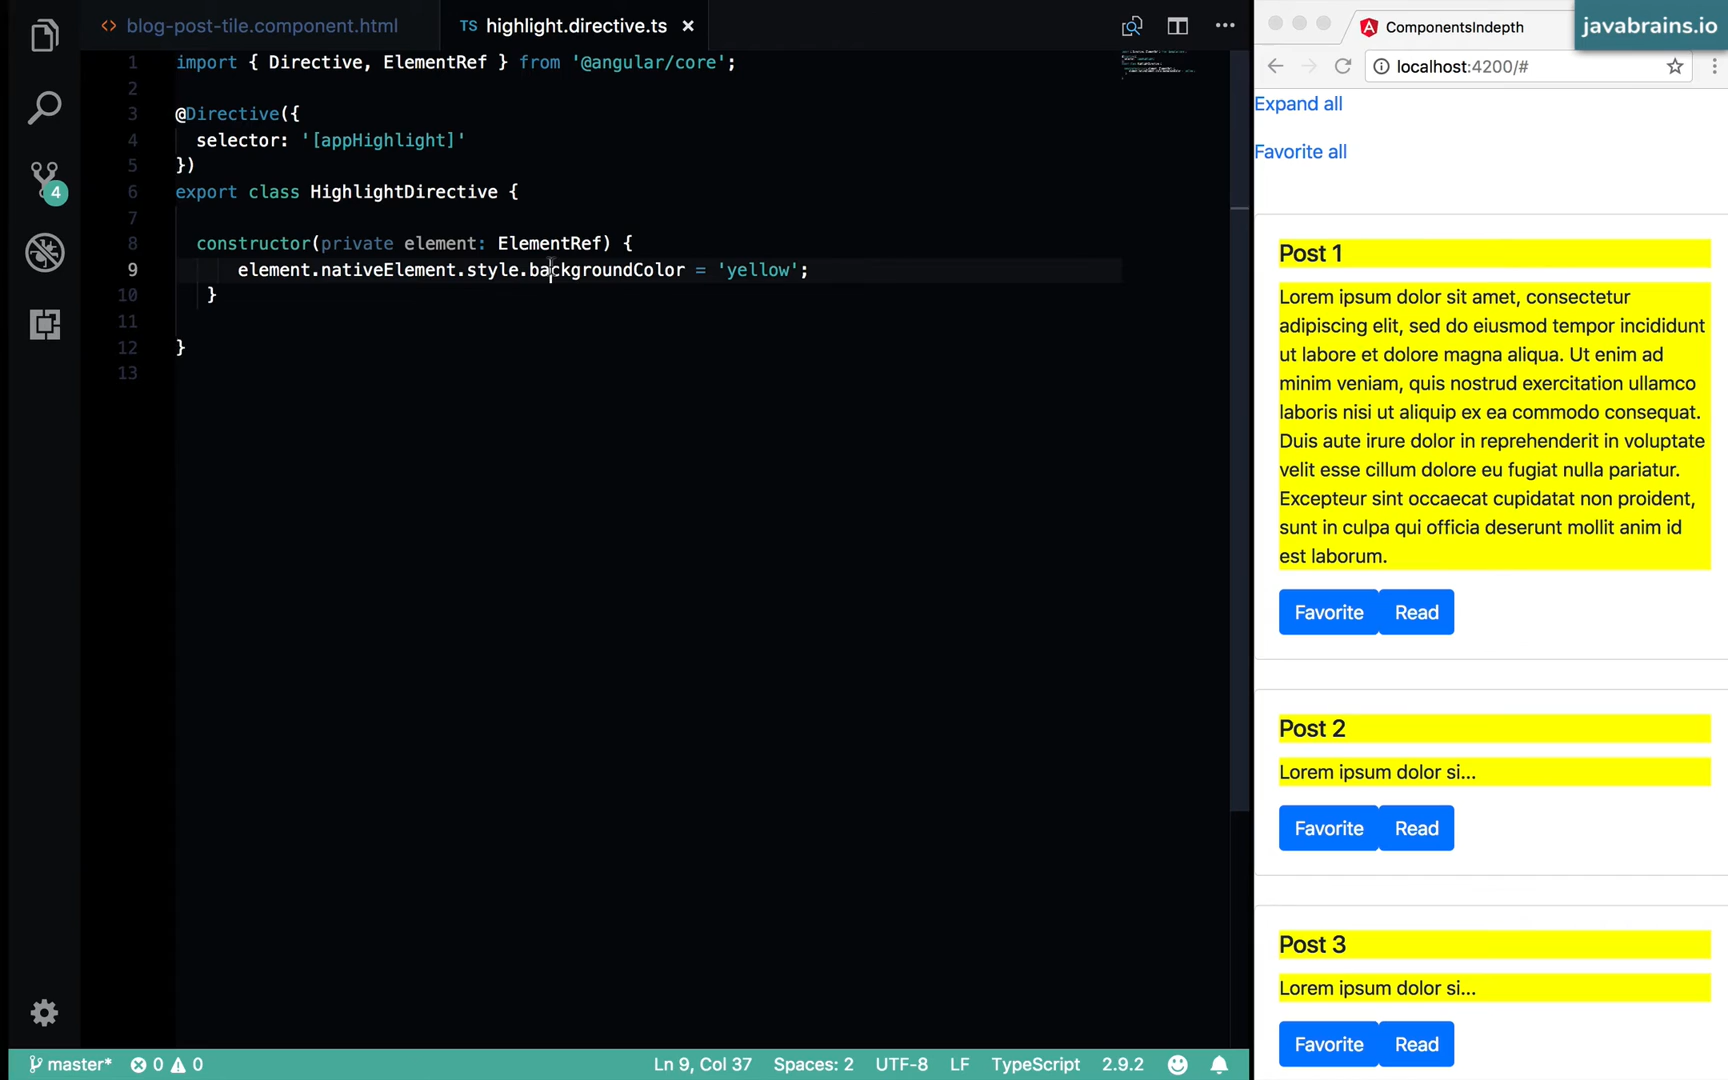 blog-post-tile.component.html
TS highlight.directive.ts
1 import { Directive, ElementRef } from '@angular/core';
2
3 @Directive({
4 selector: '[appHighlight]'
5 })
6 export class HighlightDirective {
7
8 constructor(private element: ElementRef) {
9 element.nativeElement.style.backgroundColor = 'yellow';
10 }
11
12 }
13
4
master* 0 0 Ln 9, Col 37 Spaces: 2 UTF-8 LF TypeScript 2.9.2
ComponentsIndepth
javabrains.io
localhost:4200/#
Expand all
Favorite all
Post 1
Lorem ipsum dolor sit amet, consectetur
adipiscing elit, sed do eiusmod tempor incididunt
ut labore et dolore magna aliqua. Ut enim ad
minim veniam, quis nostrud exercitation ullamco
laboris nisi ut aliquip ex ea commodo consequat.
Duis aute irure dolor in reprehenderit in voluptate
velit esse cillum dolore eu fugiat nulla pariatur.
Excepteur sint occaecat cupidatat non proident,
sunt in culpa qui officia deserunt mollit anim id
est laborum.
Favorite Read
Post 2
Lorem ipsum dolor si...
Favorite Read
Post 3
Lorem ipsum dolor si...
Favorite Read